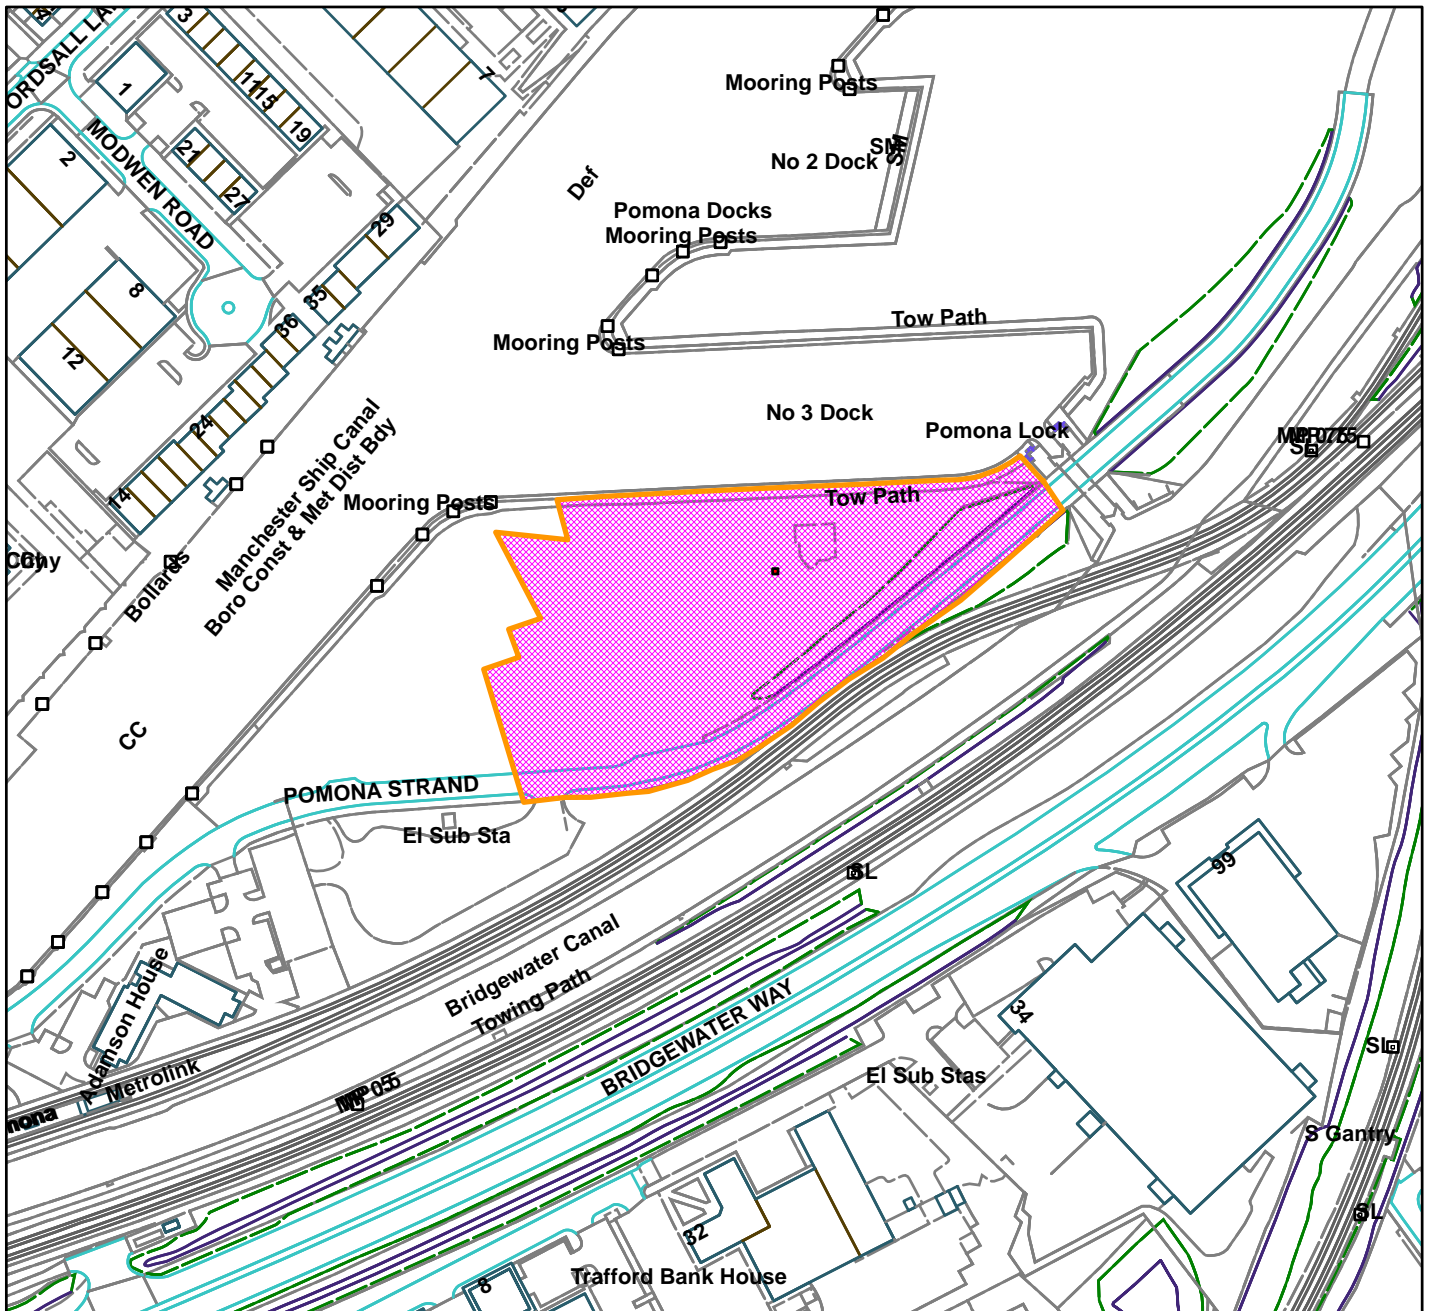 ORDSALL LA
3
11
15
19
1
7
MODWEN ROAD
21
27
2
29
8
12
36
35
24
14
Mooring Posts
SM
SM
No 2 Dock
Def
Pomona Docks
Mooring Posts
Tow Path
Mooring Posts
No 3 Dock
Pomona Lock
SL
Manchester Ship Canal
Boro Const & Met Dist Bdy
Mooring Posts
Tow Path
Bollards
CC
POMONA STRAND
El Sub Sta
SL
99
Bridgewater Canal
Towing Path
Adamson House
Metrolink
mona
BRIDGEWATER WAY
34
El Sub Stas
SL
S Gantry
SL
32
8
Trafford Bank House